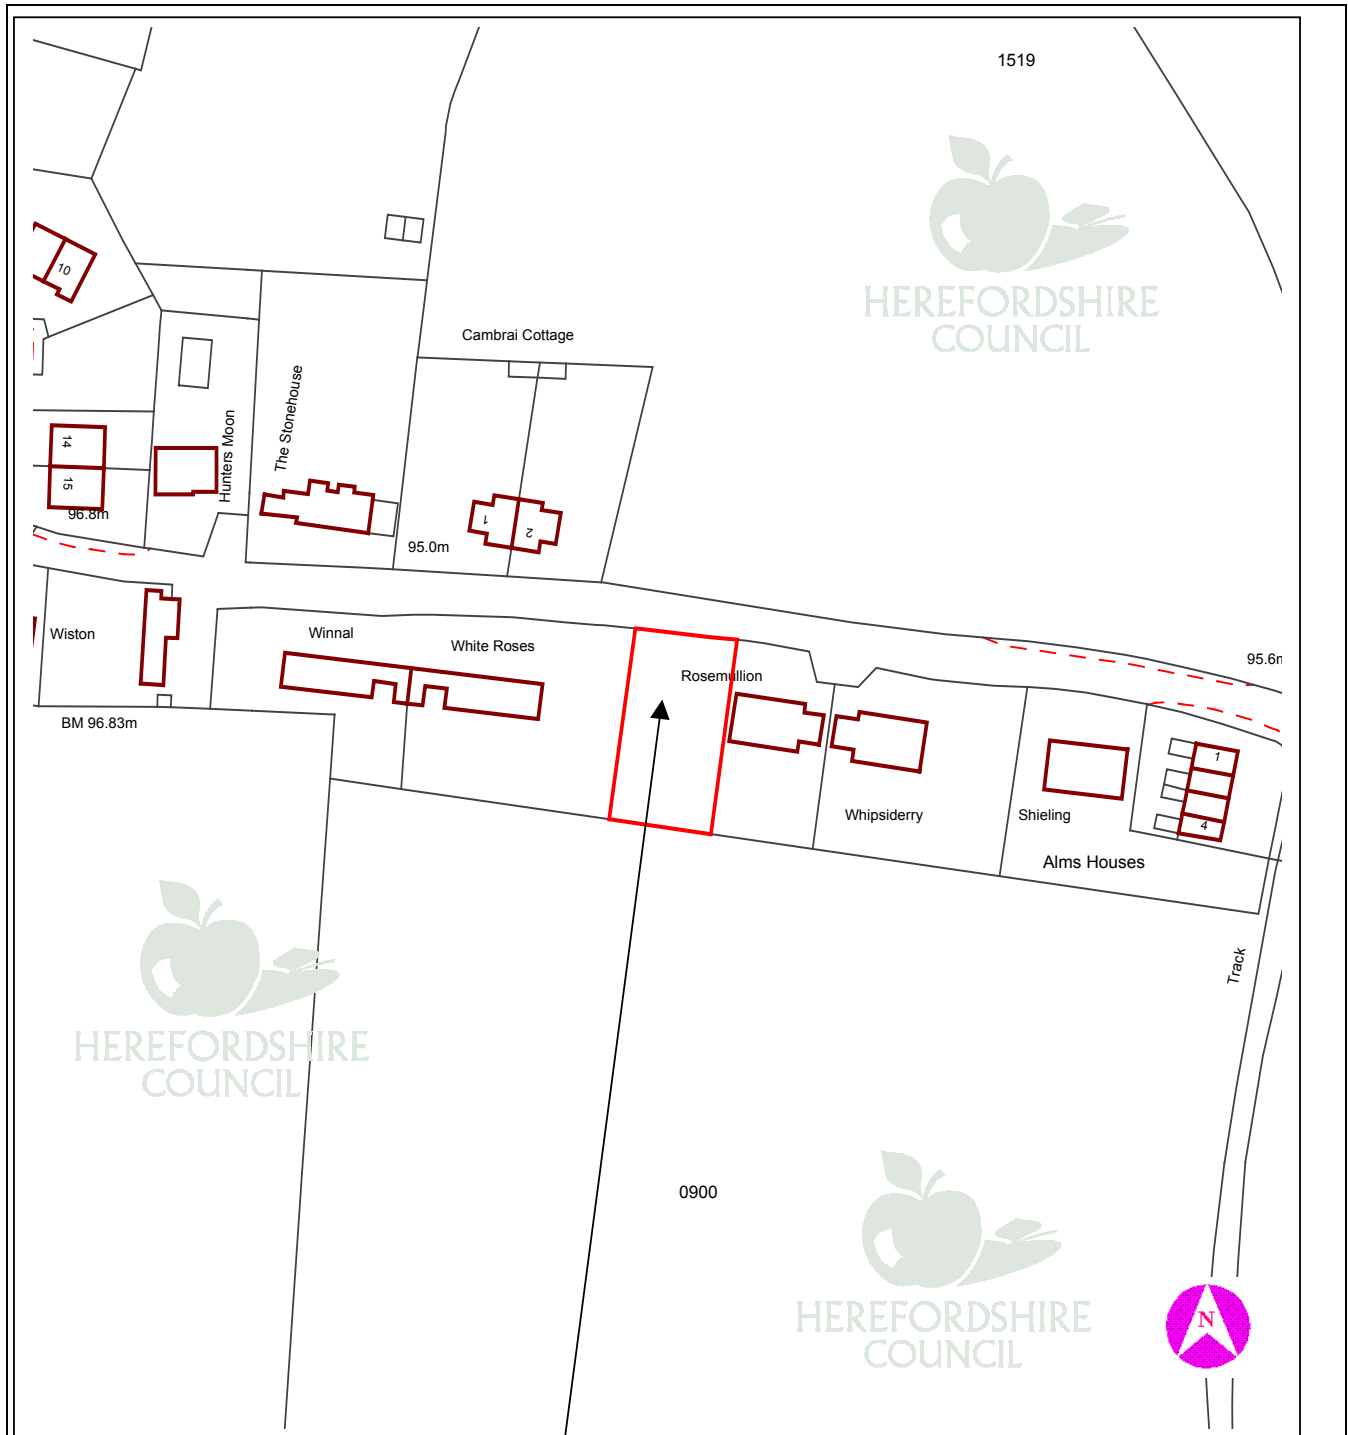 1519
HEREFORDSHIRE
COUNCIL
10
Cambrai Cottage
The Stonehouse
Hunters Moon
14
15
96.8m
1
2
95.0m
Wiston
Winnal
White Roses
Rosemullion
95.6m
BM 96.83m
1
Whipsiderry
Shieling
4
Alms Houses
Track
HEREFORDSHIRE
COUNCIL
0900
HEREFORDSHIRE
COUNCIL
N